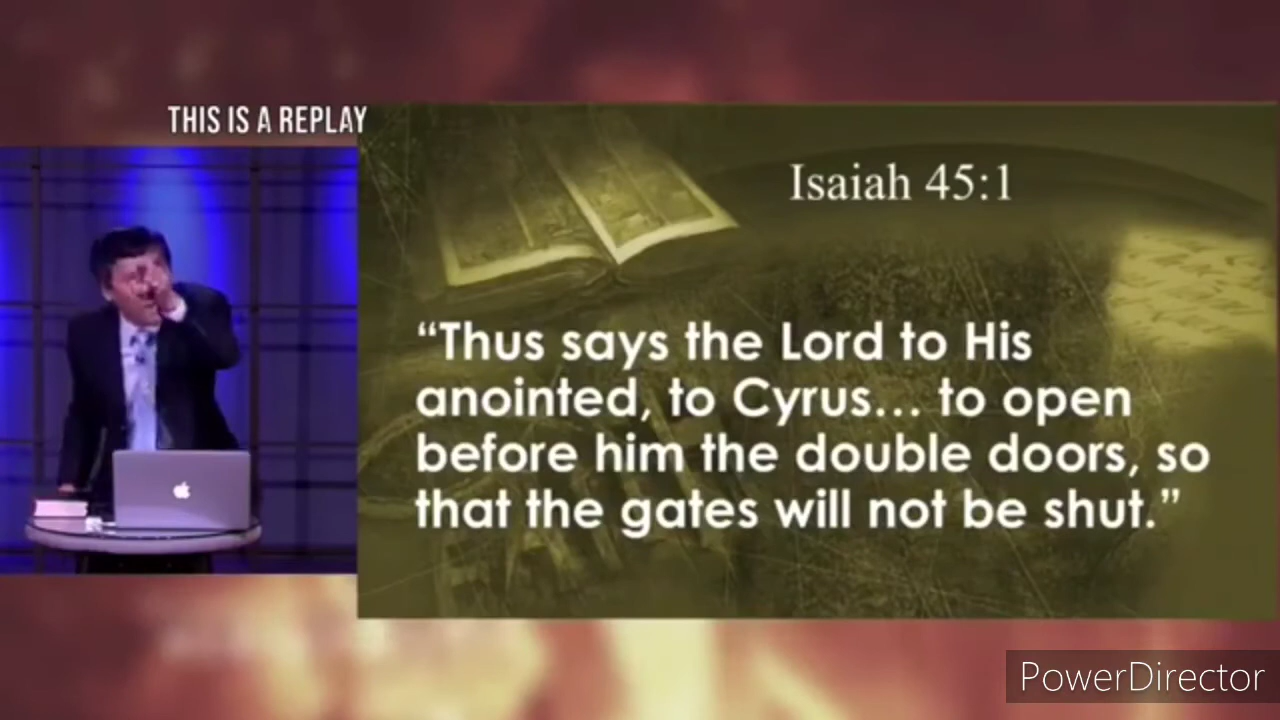 THIS IS A REPLAY
Isaiah 45:1
“Thus says the Lord to His
anointed, to Cyrus... to open
before him the double doors, so
that the gates will not be shut.”
PowerDirector